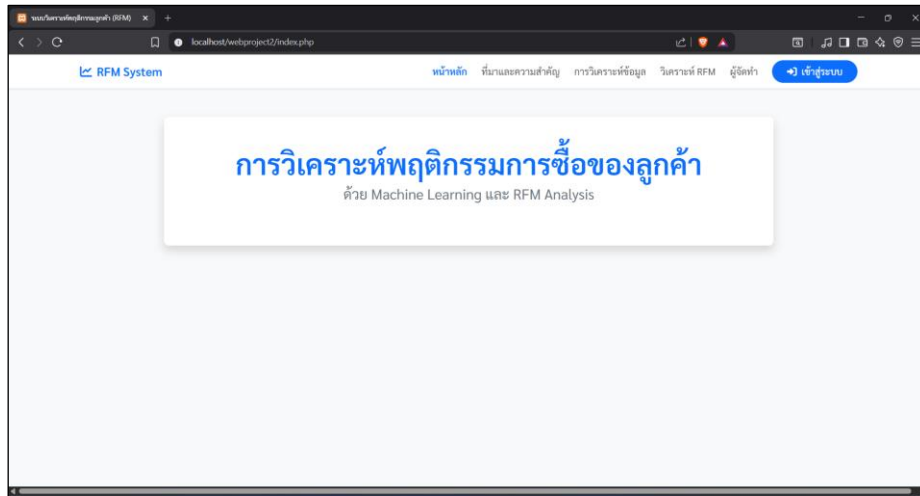 ระบบวิเคราะห์พฤติกรรมลูกค้า (RFM)
localhost/webproject2/index.php
RFM System หน้าหลัก ที่มาและความสำคัญ การวิเคราะห์ข้อมูล วิเคราะห์ RFM ผู้จัดทำ เข้าสู่ระบบ
การวิเคราะห์พฤติกรรมการซื้อของลูกค้า
ด้วย Machine Learning และ RFM Analysis